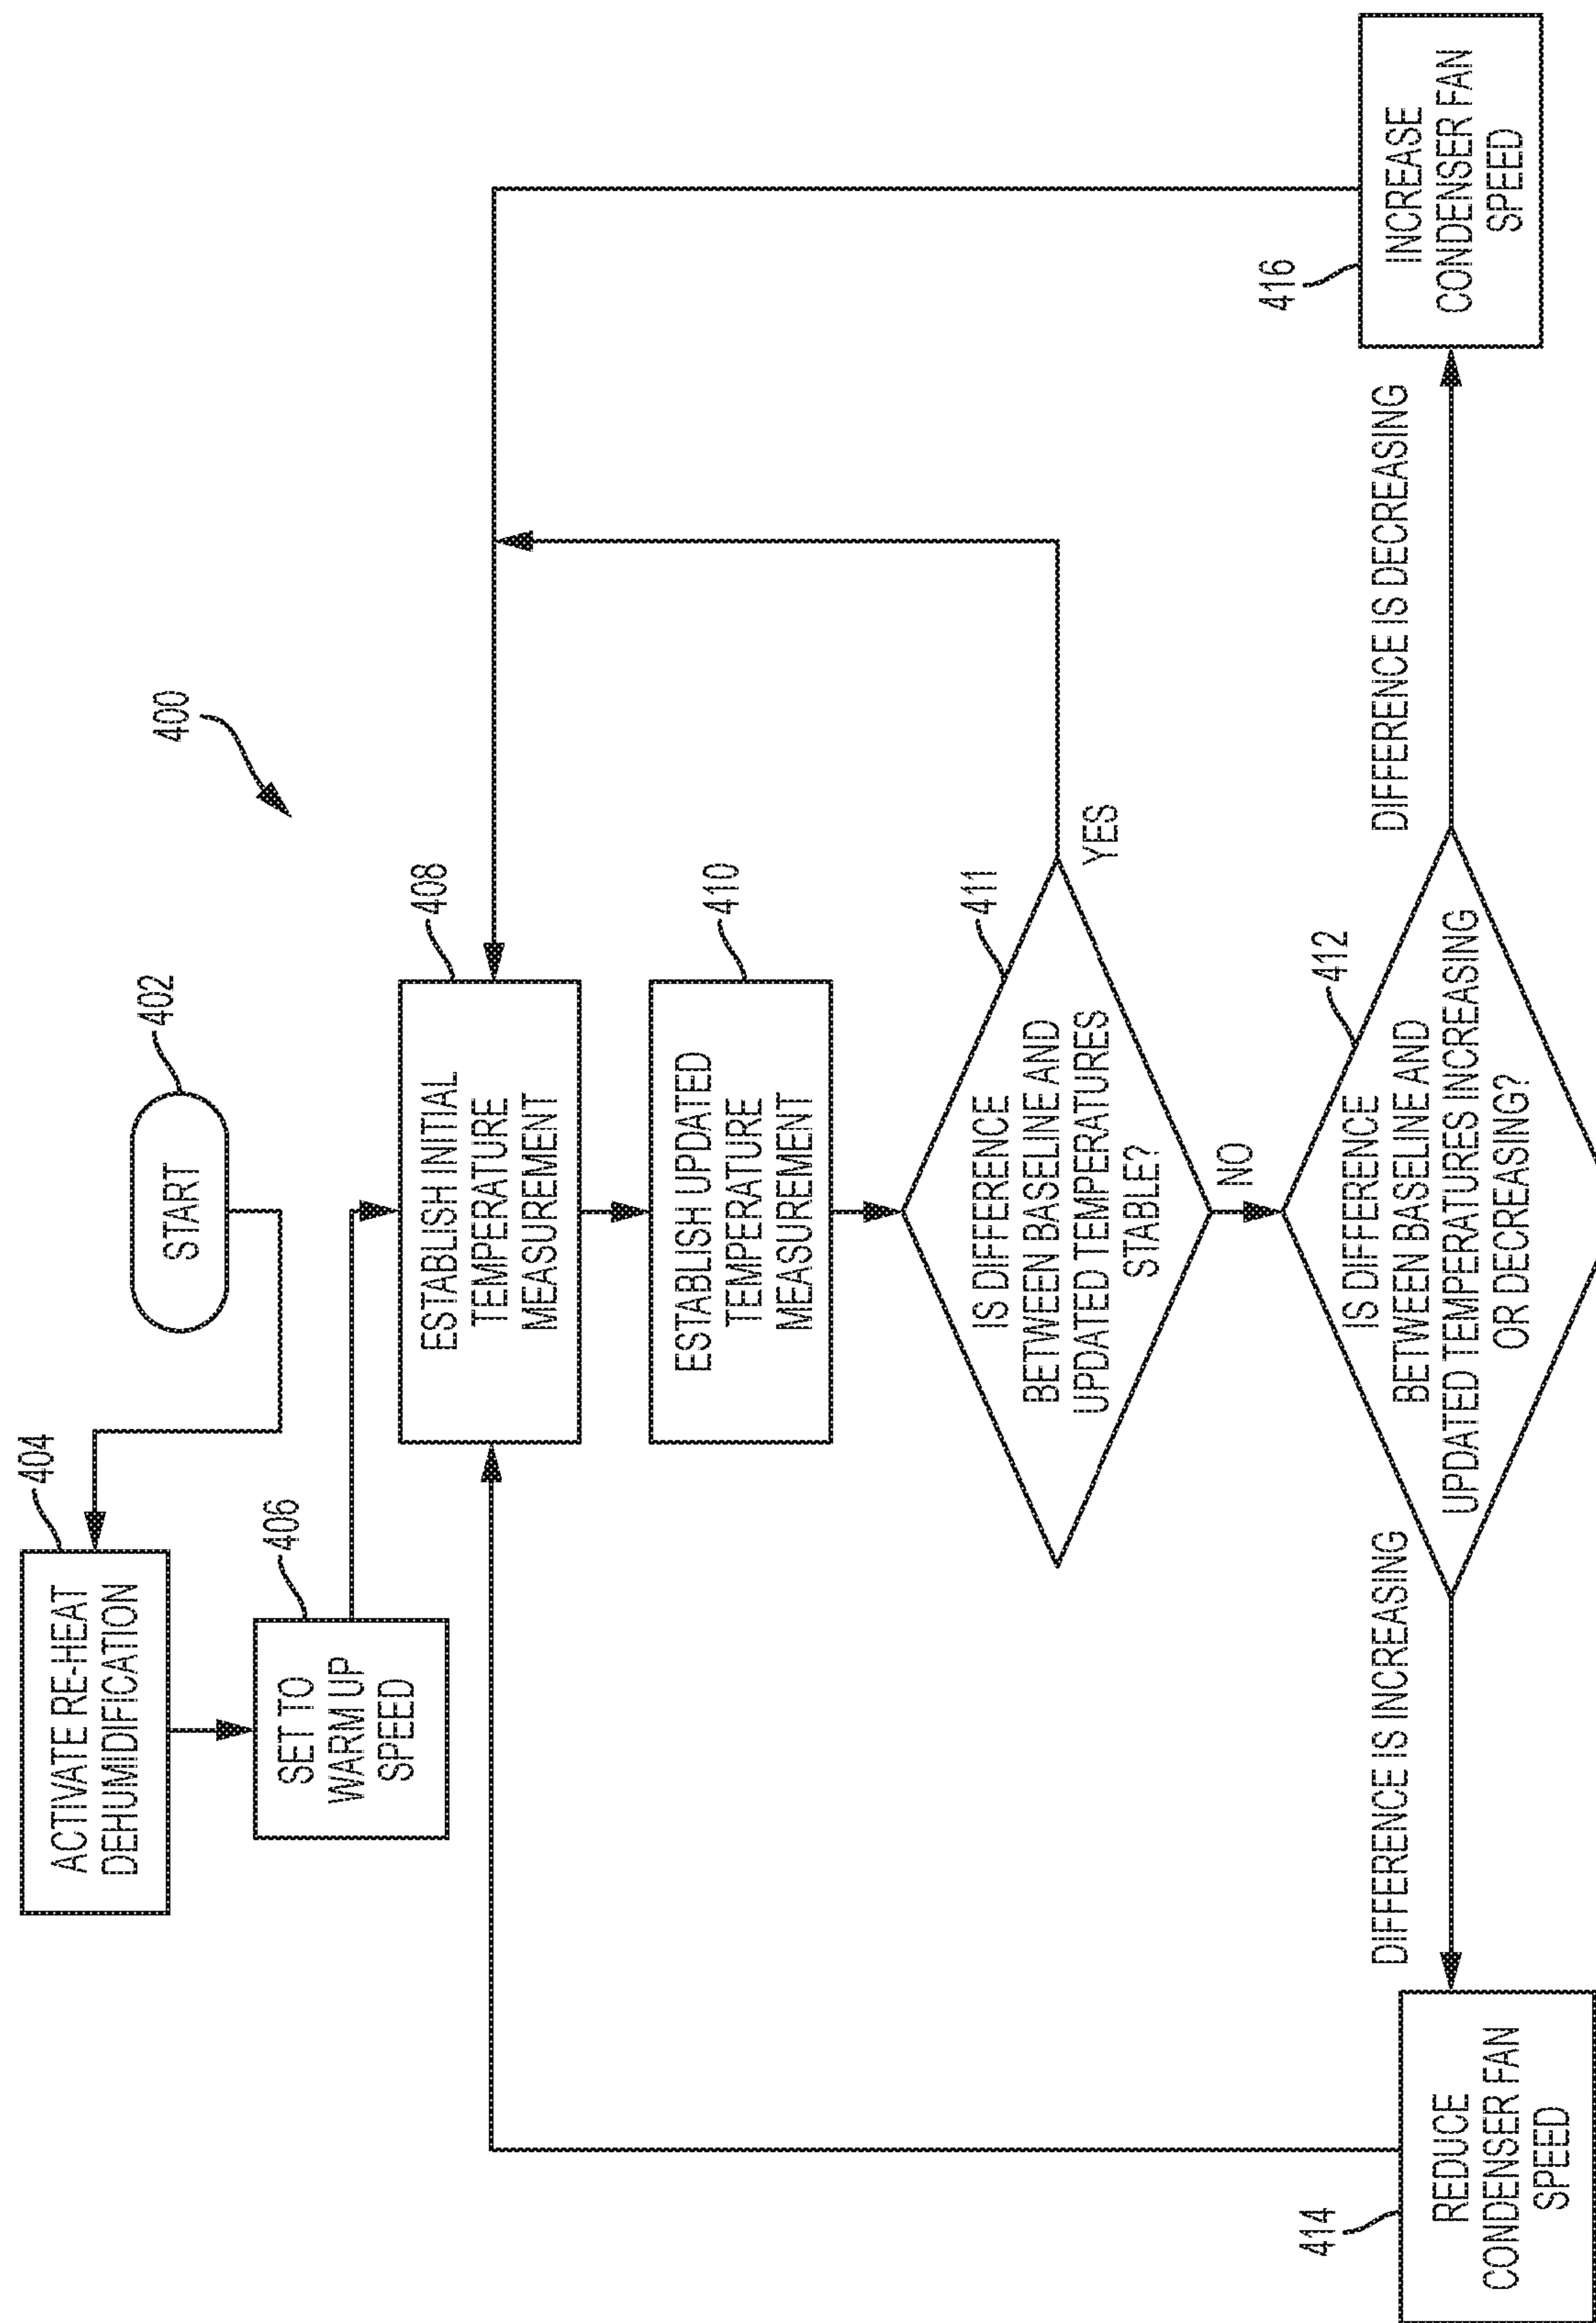 400
402
START
404
ACTIVATE RE-HEAT
DEHUMIDIFICATION
406
SET TO
WARM UP
SPEED
408
ESTABLISH INITIAL
TEMPERATURE
MEASUREMENT
410
ESTABLISH UPDATED
TEMPERATURE
MEASUREMENT
411
IS DIFFERENCE
BETWEEN BASELINE AND
UPDATED TEMPERATURES
STABLE?
YES
NO
412
IS DIFFERENCE
BETWEEN BASELINE AND
UPDATED TEMPERATURES INCREASING
OR DECREASING?
DIFFERENCE IS INCREASING
DIFFERENCE IS DECREASING
414
REDUCE
CONDENSER FAN
SPEED
416
INCREASE
CONDENSER FAN
SPEED